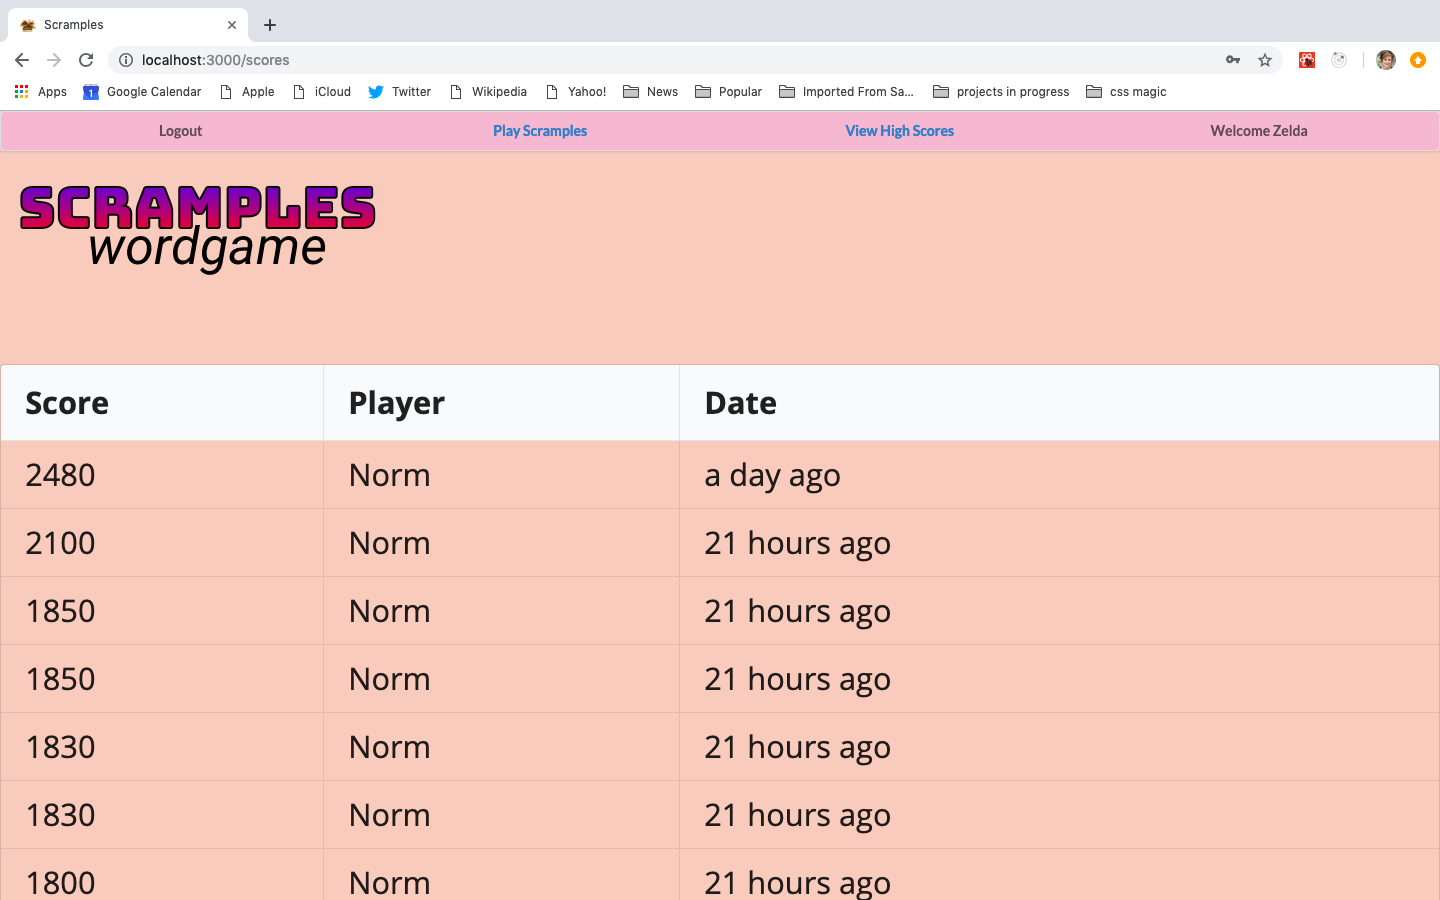 Scramples
localhost:3000/scores
Apps Google Calendar Apple iCloud Twitter Wikipedia Yahoo! News Popular Imported From Sa... projects in progress css magic
Logout Play Scramples View High Scores Welcome Zelda
SCRAMPLES
wordgame
Score Player Date
2480 Norm a day ago
2100 Norm 21 hours ago
1850 Norm 21 hours ago
1850 Norm 21 hours ago
1830 Norm 21 hours ago
1830 Norm 21 hours ago
1800 Norm 21 hours ago